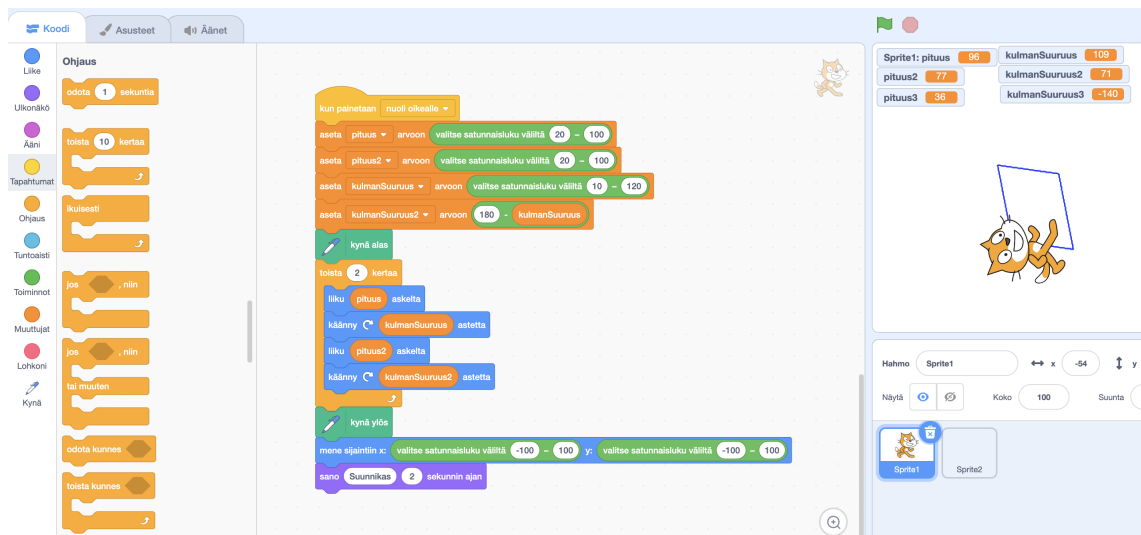 Koodi
Asusteet
Äänet
Liike
Ulkonäkö
Ääni
Tapahtumat
Ohjaus
Tuntoaisti
Toiminnot
Muuttujat
Lohkoni
Kynä
Ohjaus
odota 1 sekuntia
toista 10 kertaa
ikuisesti
jos , niin
jos , niin
tai muuten
odota kunnes
toista kunnes
kun painetaan nuoli oikealle
aseta pituus arvoon valitse satunnaisluku väliltä 20 - 100
aseta pituus2 arvoon valitse satunnaisluku väliltä 20 - 100
aseta kulmanSuuruus arvoon valitse satunnaisluku väliltä 10 - 120
aseta kulmanSuuruus2 arvoon 180 - kulmanSuuruus
kynä alas
toista 2 kertaa
liiku pituus askelta
käänny kulmanSuuruus astetta
liiku pituus2 askelta
käänny kulmanSuuruus2 astetta
kynä ylös
mene sijaintiin x: valitse satunnaisluku väliltä -100 - 100 y: valitse satunnaisluku väliltä -100 - 100
sano Suunnikas 2 sekunnin ajan
Sprite1: pituus 96
pituus2 77
pituus3 36
kulmanSuuruus 109
kulmanSuuruus2 71
kulmanSuuruus3 -140
Hahmo Sprite1 x -54 y
Näytä Koko 100 Suunta
Sprite1
Sprite2